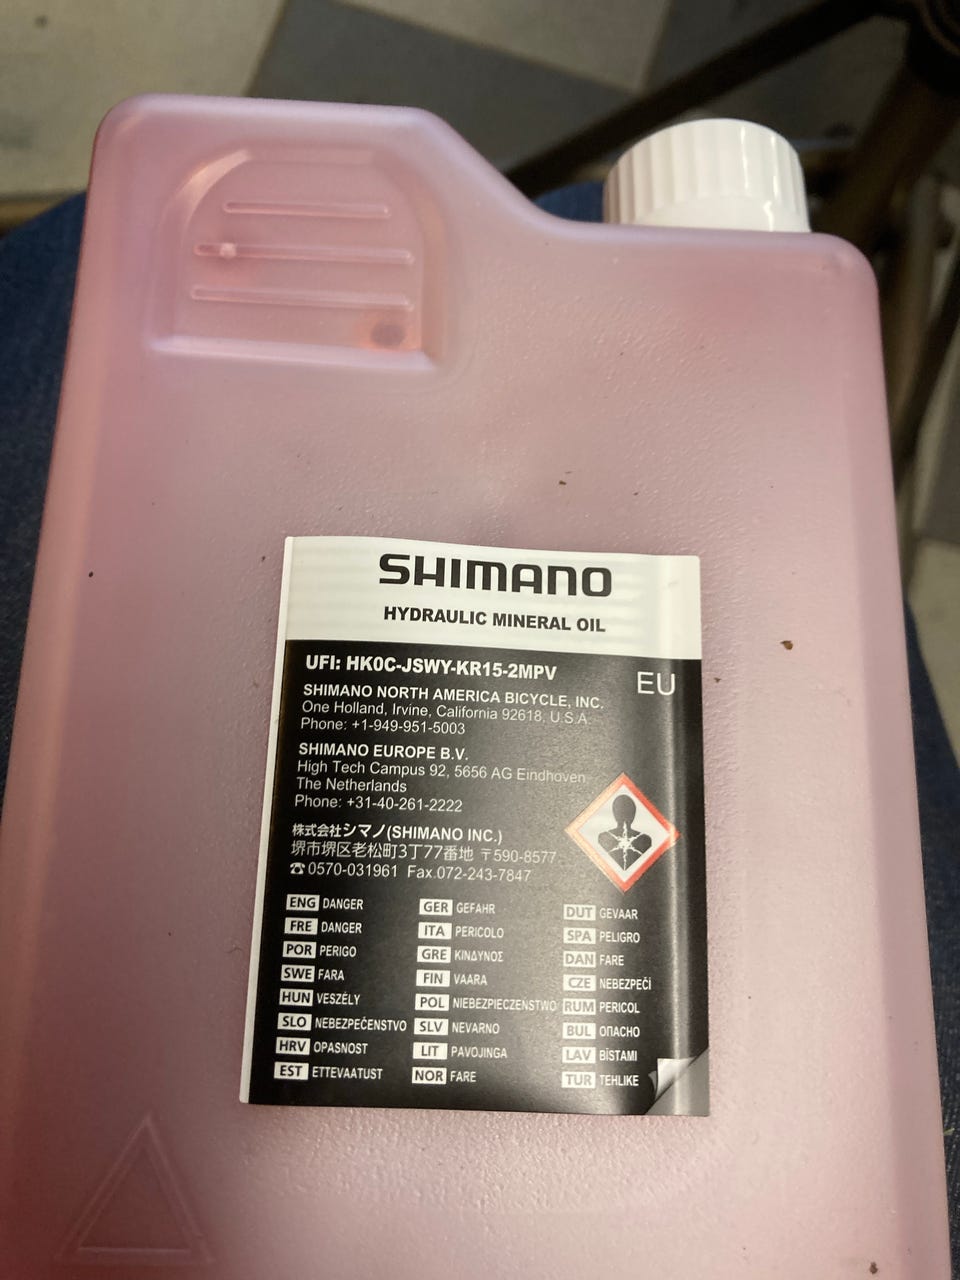 SHIMANO
HYDRAULIC MINERAL OIL
UFI: HK0C-JSWY-KR15-2MPV
EU
SHIMANO NORTH AMERICA BICYCLE, INC.
One Holland, Irvine, California 92618, U.S.A.
Phone: +1-949-951-5003
SHIMANO EUROPE B.V.
High Tech Campus 92, 5656 AG Eindhoven
The Netherlands
Phone: +31-40-261-2222
株式会社シマノ(SHIMANO INC.)
堺市堺区老松町3丁77番地 〒590-8577
☎0570-031961 Fax.072-243-7847
ENG DANGER GER GEFAHR DUT GEVAAR
FRE DANGER ITA PERICOLO SPA PELIGRO
POR PERIGO GRE ΚΙΝΔΥΝΟΣ DAN FARE
SWE FARA FIN VAARA CZE NEBEZPEČÍ
HUN VESZÉLY POL NIEBEZPIECZEŃSTWO RUM PERICOL
SLO NEBEZPEČENSTVO SLV NEVARNO BUL ОПАСНО
HRV OPASNOST LIT PAVOJINGA LAV BĪSTAMI
EST ETTEVAATUST NOR FARE TUR TEHLIKE